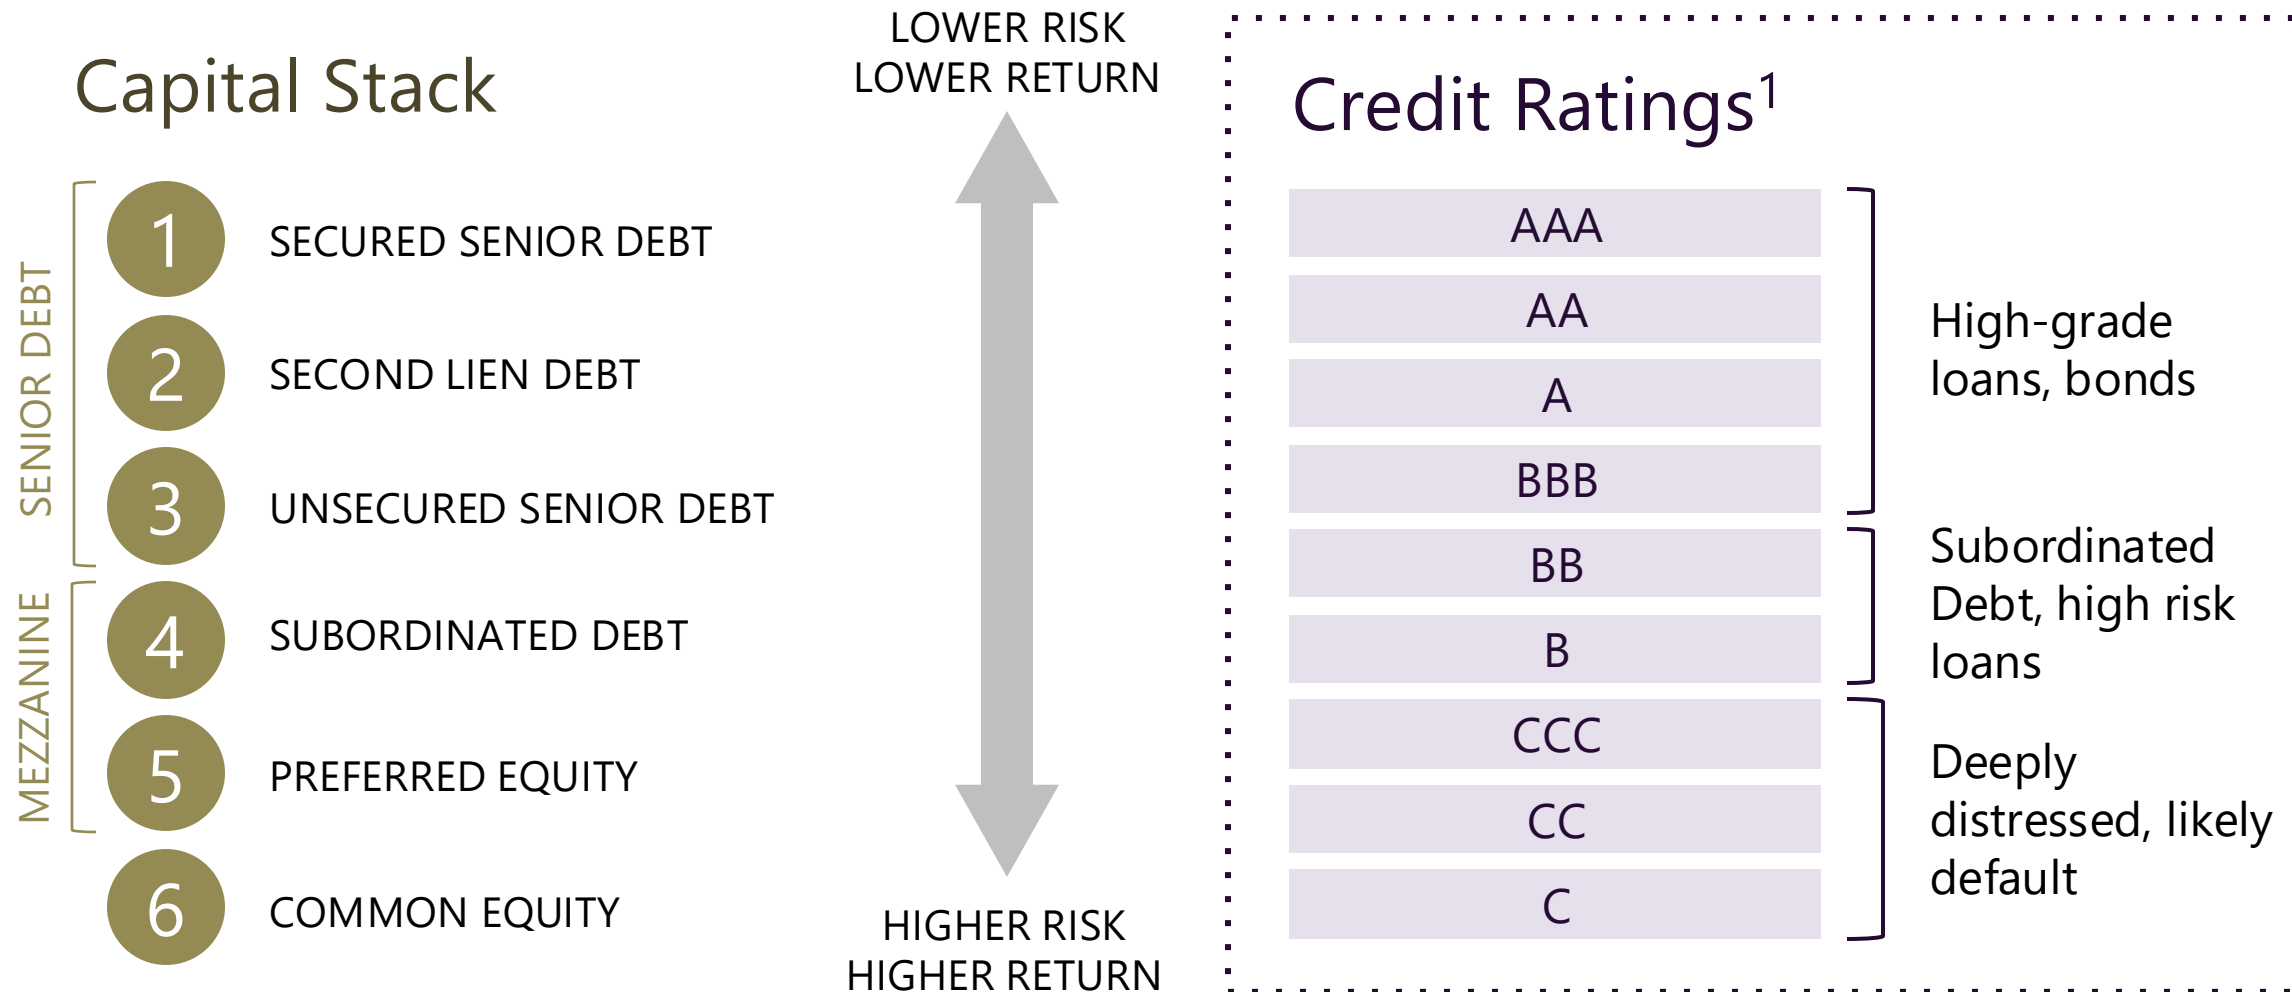 Capital Stack
SENIOR DEBT
1
SECURED SENIOR DEBT
2
SECOND LIEN DEBT
3
UNSECURED SENIOR DEBT
MEZZANINE
4
SUBORDINATED DEBT
5
PREFERRED EQUITY
6
COMMON EQUITY
LOWER RISK
LOWER RETURN
HIGHER RISK
HIGHER RETURN
Credit Ratings¹
AAA
AA
A
BBB
High-grade
loans, bonds
BB
B
Subordinated
Debt, high risk
loans
CCC
CC
C
Deeply
distressed, likely
default